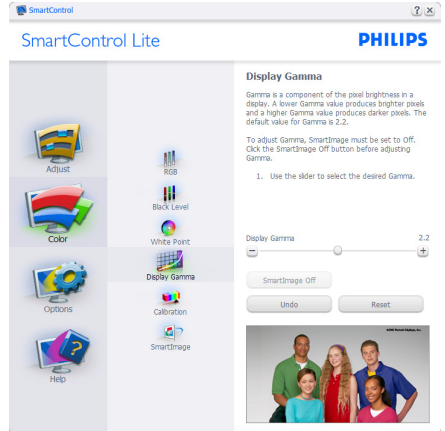 SmartControl
SmartControl Lite
PHILIPS
Adjust
Color
Options
Help
RGB
Black Level
White Point
Display Gamma
Calibration
SmartImage
Display Gamma
Gamma is a component of the pixel brightness in a
display. A lower Gamma value produces brighter pixels
and a higher Gamma value produces darker pixels. The
default value for Gamma is 2.2.
To adjust Gamma, SmartImage must be set to Off.
Click the SmartImage Off button before adjusting
Gamma.
1. Use the slider to select the desired Gamma.
Display Gamma 2.2
SmartImage Off
Undo Reset